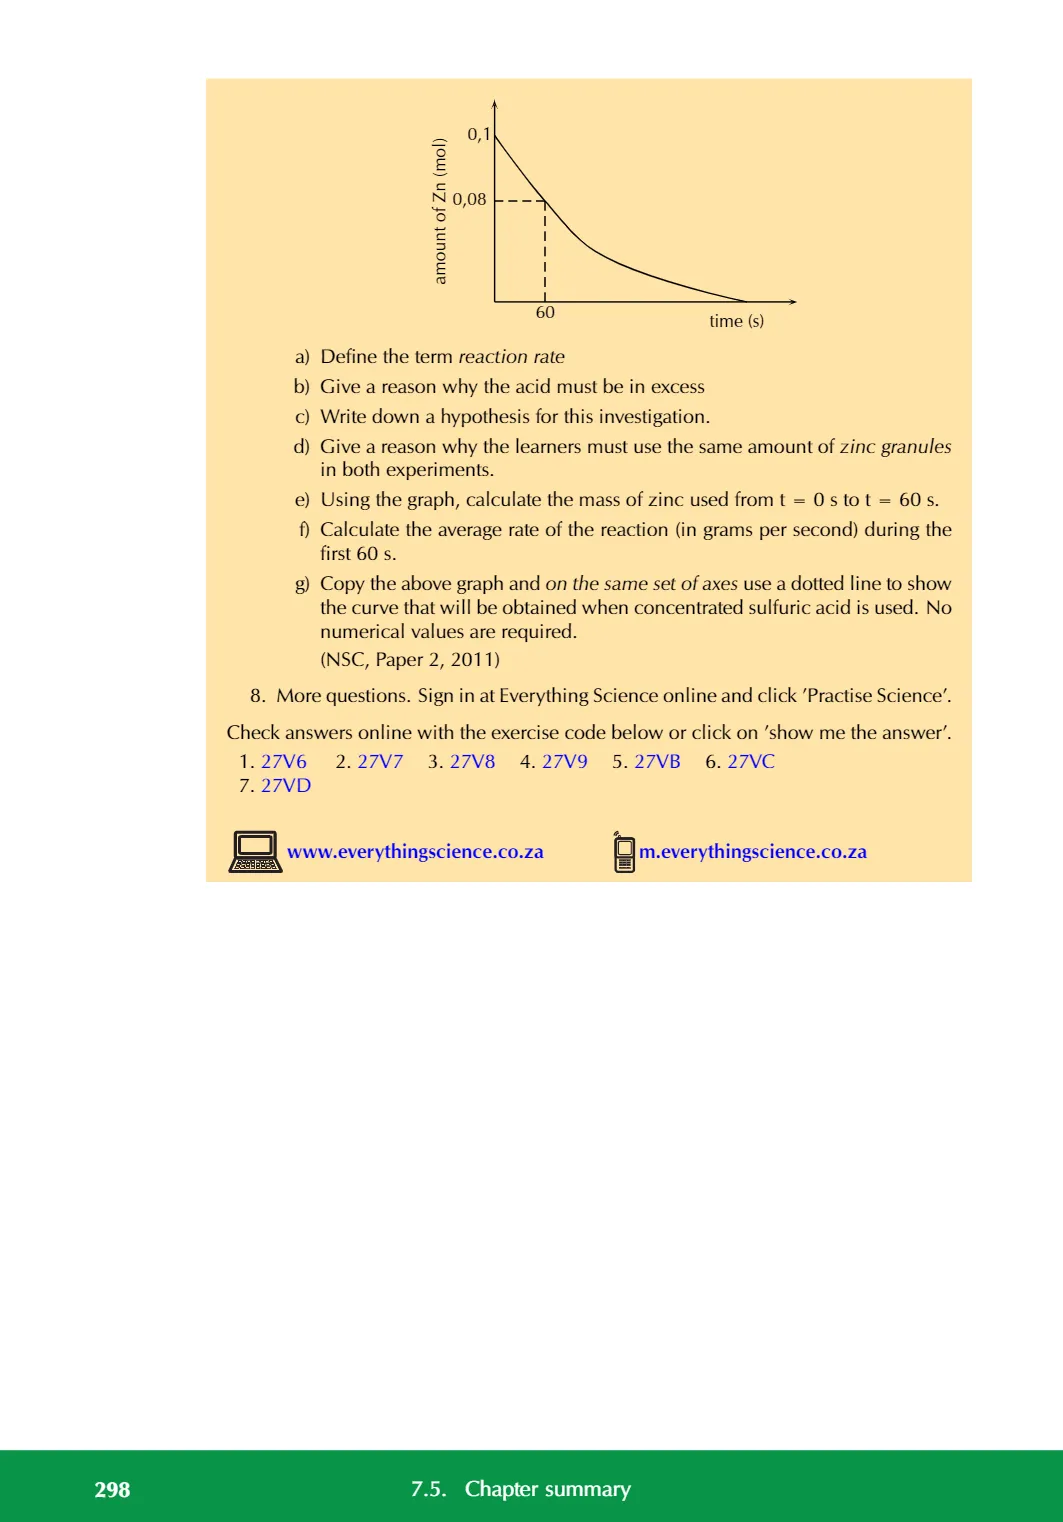 0,1
amount of Zn (mol)
0,08
60
time (s)
a) Define the term reaction rate
b) Give a reason why the acid must be in excess
c) Write down a hypothesis for this investigation.
d) Give a reason why the learners must use the same amount of zinc granules
in both experiments.
e) Using the graph, calculate the mass of zinc used from t = 0 s to t = 60 s.
f) Calculate the average rate of the reaction (in grams per second) during the
first 60 s.
g) Copy the above graph and on the same set of axes use a dotted line to show
the curve that will be obtained when concentrated sulfuric acid is used. No
numerical values are required.
(NSC, Paper 2, 2011)
8. More questions. Sign in at Everything Science online and click ’Practise Science’.
Check answers online with the exercise code below or click on ’show me the answer’.
1. 27V6 2. 27V7 3. 27V8 4. 27V9 5. 27VB 6. 27VC
7. 27VD
www.everythingscience.co.za m.everythingscience.co.za
298 7.5. Chapter summary